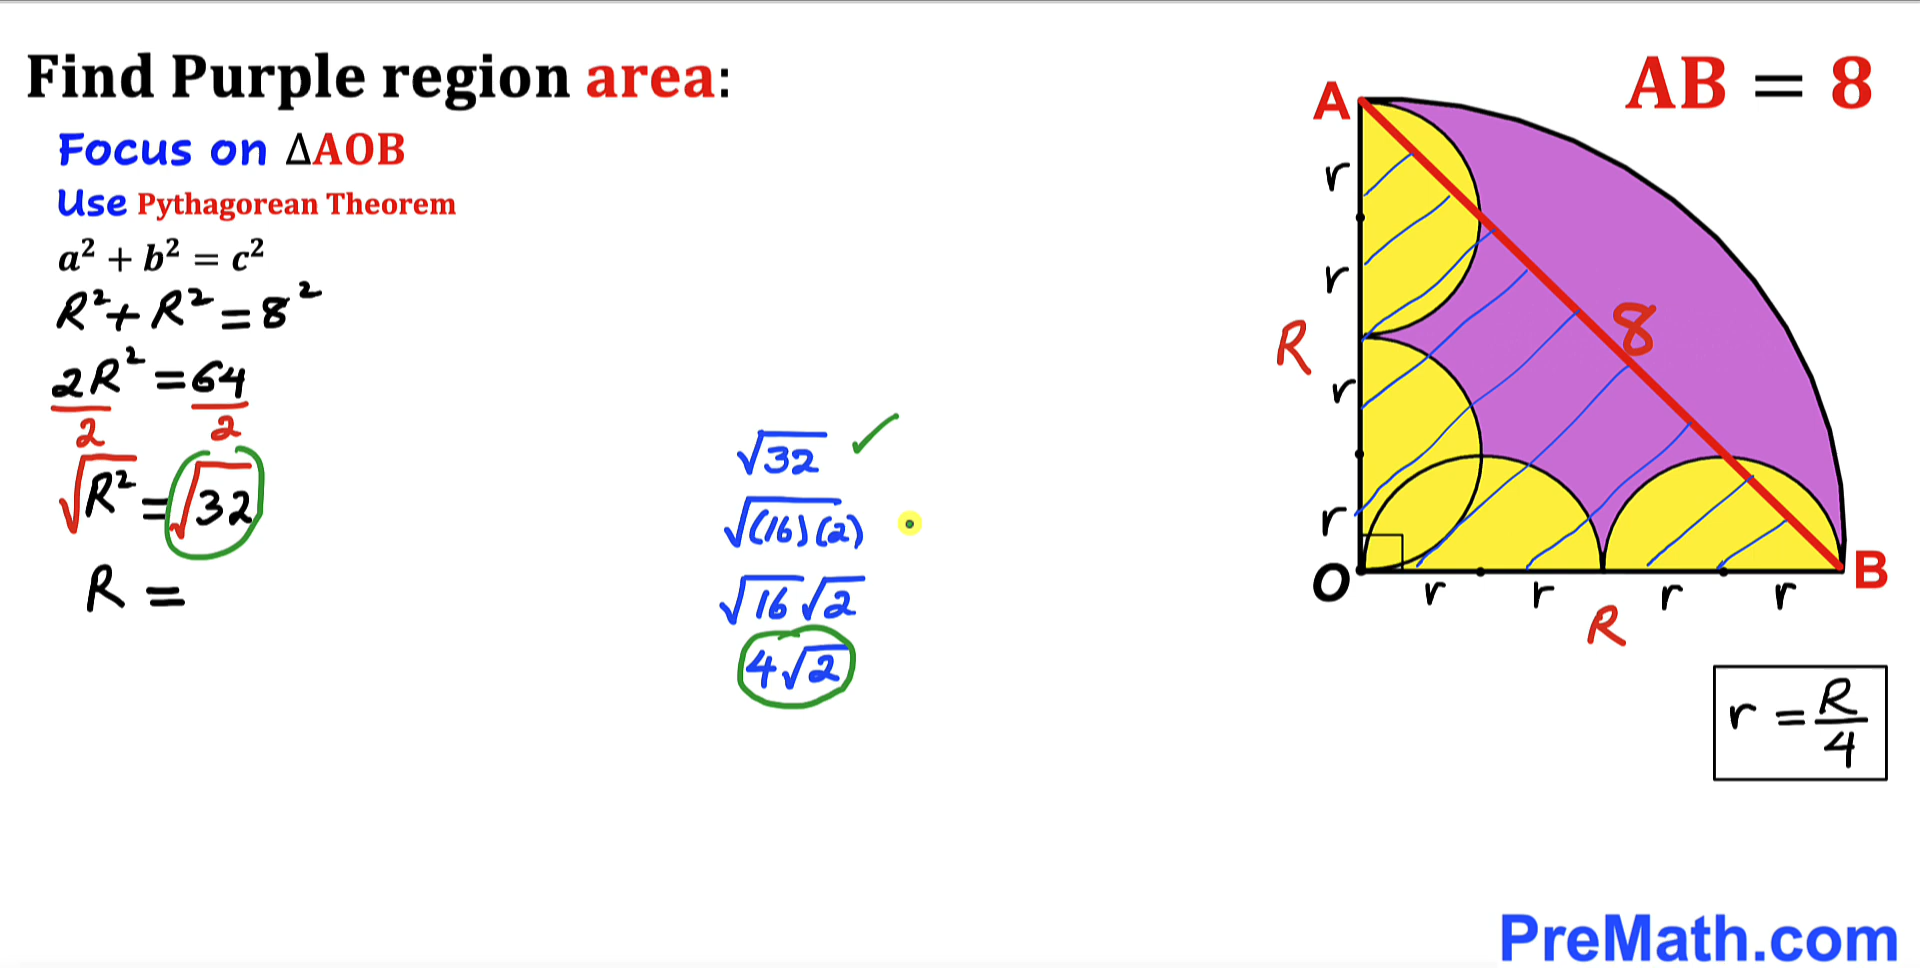 Find Purple region area:
AB = 8
Focus on ΔAOB
Use Pythagorean Theorem
a² + b² = c²
R² + R² = 8²
2R² = 64
2 2
√R² = √32
R =
√32 ✓
√(16)(2)
√16 √2
4√2
A
r
r
R
8
r
r
O
B
r r r r
R
r = R/4
PreMath.com